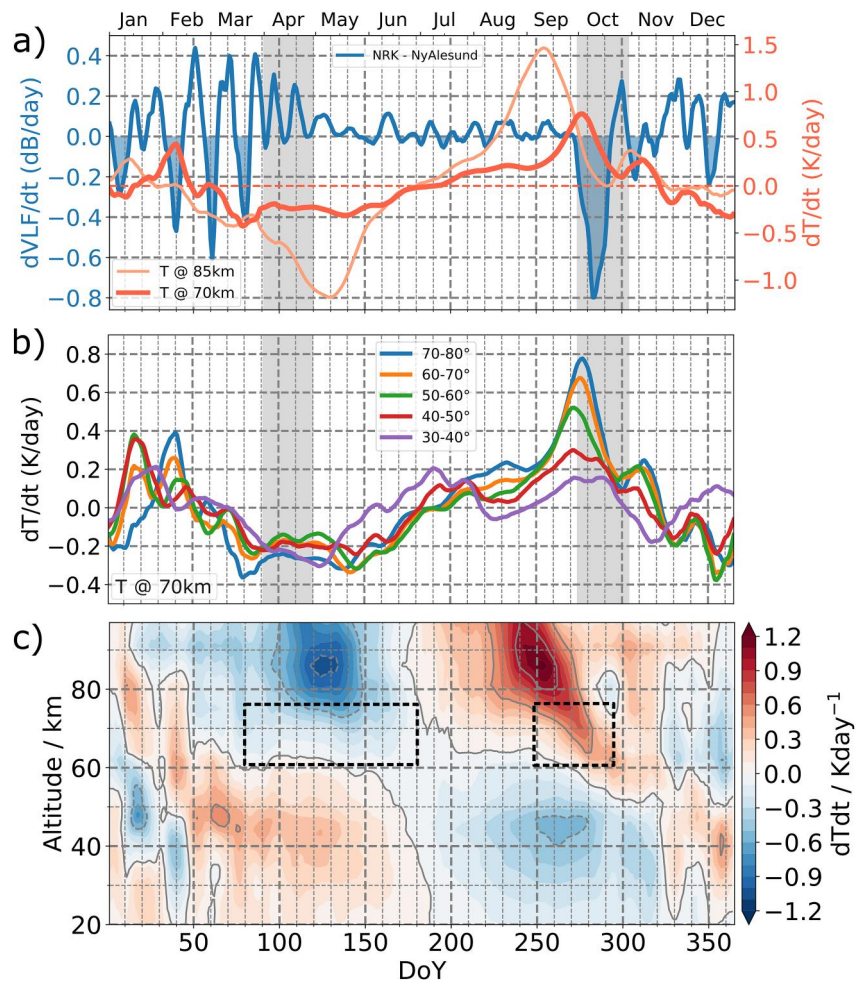 Jan Feb Mar Apr May Jun Jul Aug Sep Oct Nov Dec
a)
NRK - NyAlesund
0.4
0.2
0.0
−0.2
−0.4
−0.6
−0.8
dVLF/dt (dB/day)
1.5
1.0
0.5
0.0
−0.5
−1.0
dT/dt (K/day)
T @ 85km
T @ 70km
b)
70-80°
60-70°
50-60°
40-50°
30-40°
0.8
0.6
0.4
0.2
0.0
−0.2
−0.4
dT/dt (K/day)
T @ 70km
c)
80
60
40
20
Altitude / km
50 100 150 200 250 300 350
DoY
1.2
0.9
0.6
0.3
0.0
−0.3
−0.6
−0.9
−1.2
dTdt / Kday⁻¹